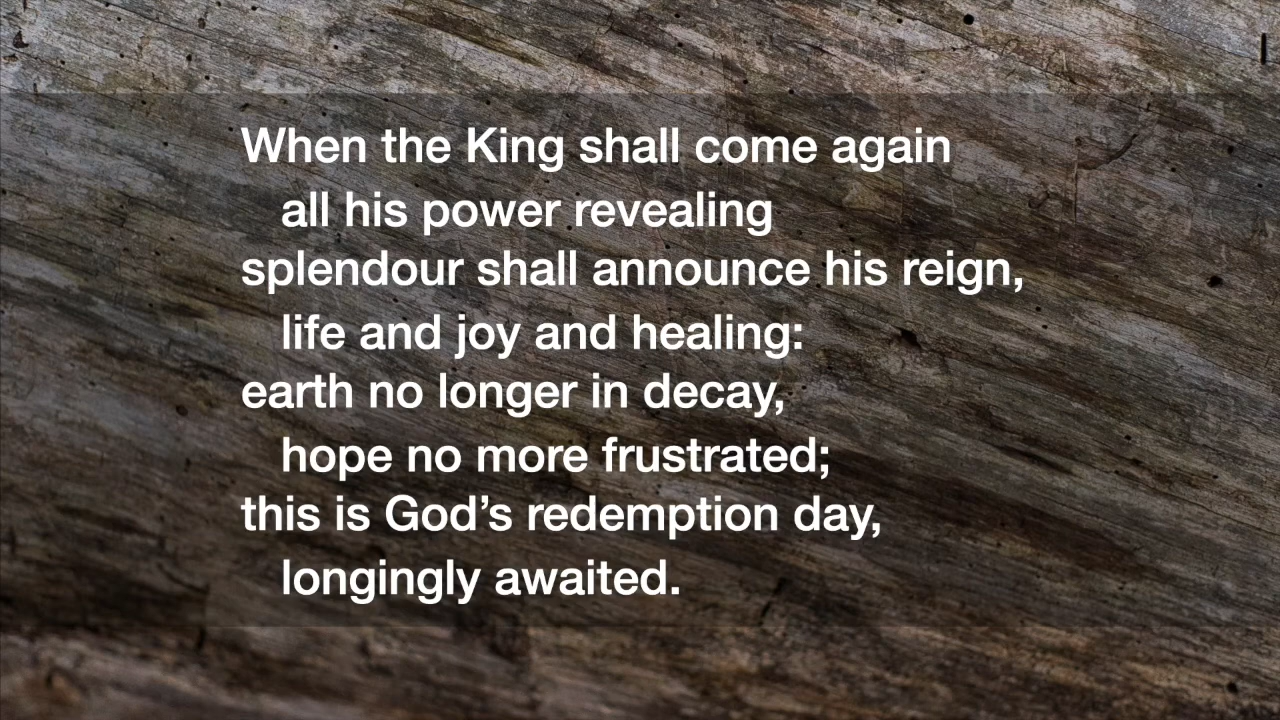 When the King shall come again
all his power revealing
splendour shall announce his reign,
life and joy and healing:
earth no longer in decay,
hope no more frustrated;
this is God’s redemption day,
longingly awaited.